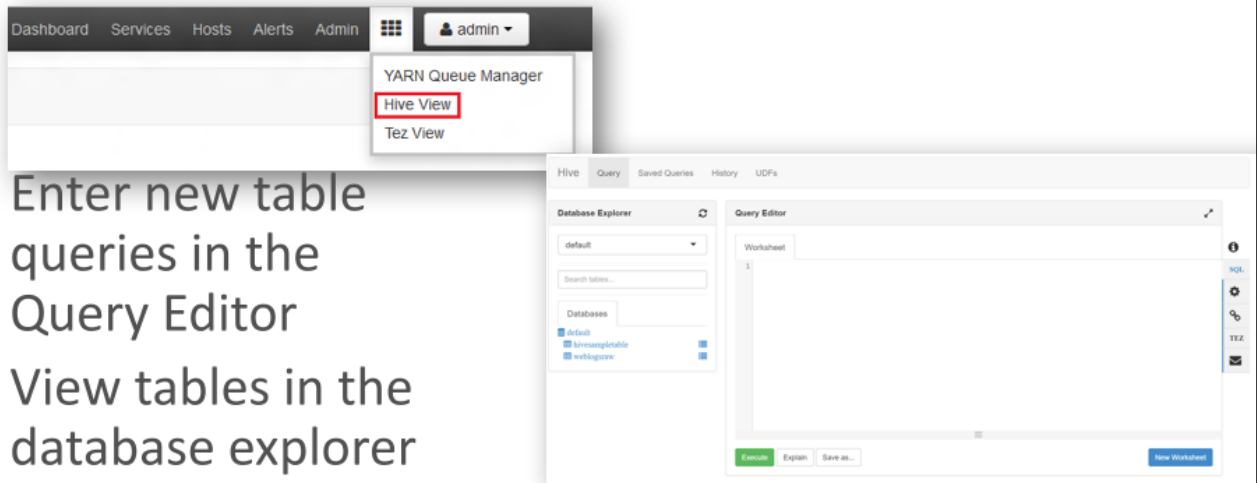 Dashboard Services Hosts Alerts Admin admin
YARN Queue Manager
Hive View
Tez View
Enter new table
queries in the
Query Editor
View tables in the
database explorer
Hive Query Saved Queries History UDFs
Database Explorer
default
Search tables...
Databases
default
hivesampletable
weblogsraw
Query Editor
Worksheet
1
SQL
TEZ
Execute Explain Save as... New Worksheet